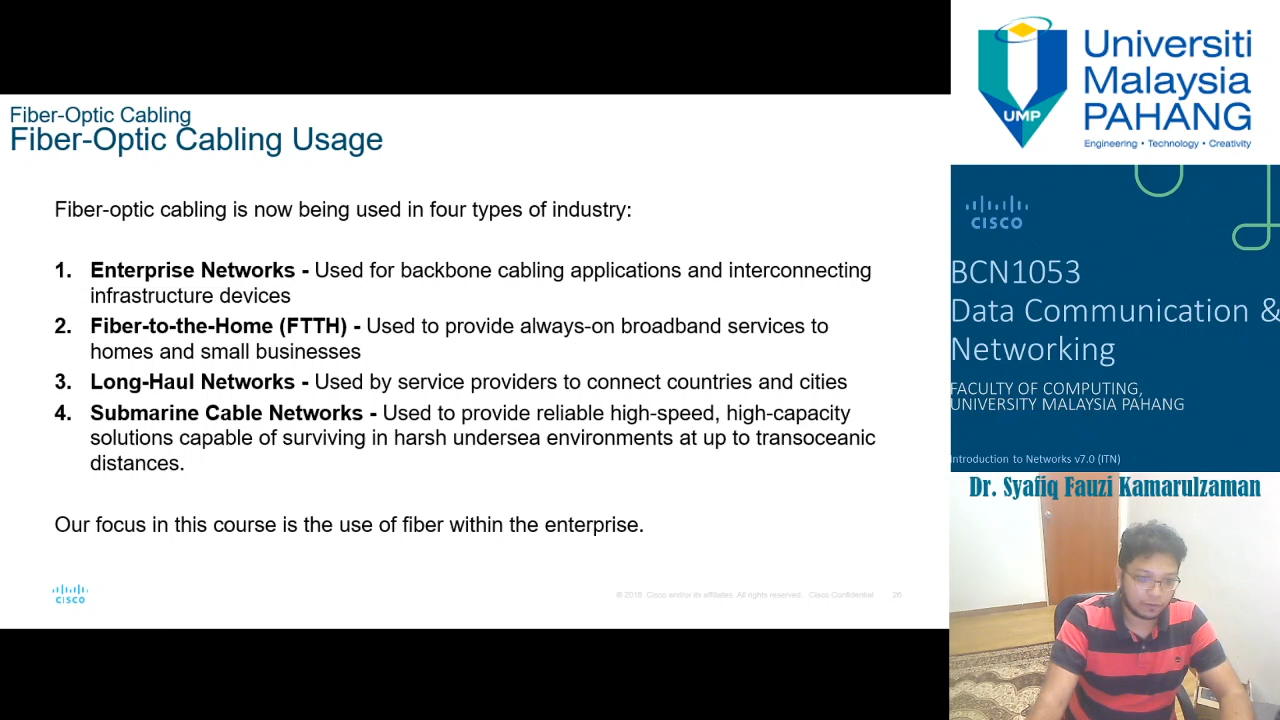 Fiber-Optic Cabling
Fiber-Optic Cabling Usage
Fiber-optic cabling is now being used in four types of industry:
1. Enterprise Networks - Used for backbone cabling applications and interconnecting
infrastructure devices
2. Fiber-to-the-Home (FTTH) - Used to provide always-on broadband services to
homes and small businesses
3. Long-Haul Networks - Used by service providers to connect countries and cities
4. Submarine Cable Networks - Used to provide reliable high-speed, high-capacity
solutions capable of surviving in harsh undersea environments at up to transoceanic
distances.
Our focus in this course is the use of fiber within the enterprise.
CISCO
© 2016 Cisco and/or its affiliates. All rights reserved. Cisco Confidential 26
UMP
Universiti
Malaysia
PAHANG
Engineering • Technology • Creativity
CISCO
BCN1053
Data Communication &
Networking
FACULTY OF COMPUTING,
UNIVERSITY MALAYSIA PAHANG
Introduction to Networks v7.0 (ITN)
Dr. Syafiq Fauzi Kamarulzaman